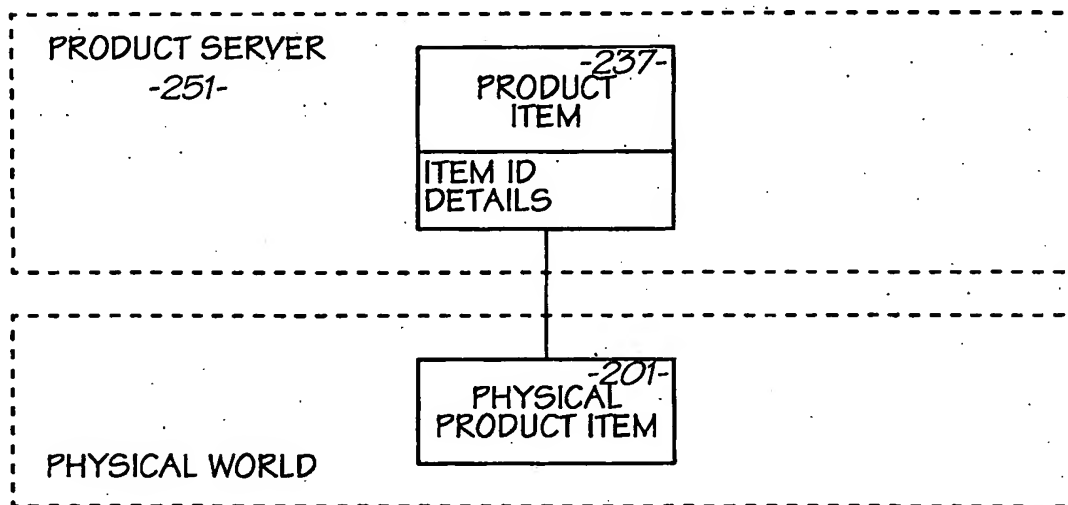 PRODUCT SERVER
-251-
-237-
PRODUCT
ITEM
ITEM ID
DETAILS
-201-
PHYSICAL
PRODUCT ITEM
PHYSICAL WORLD